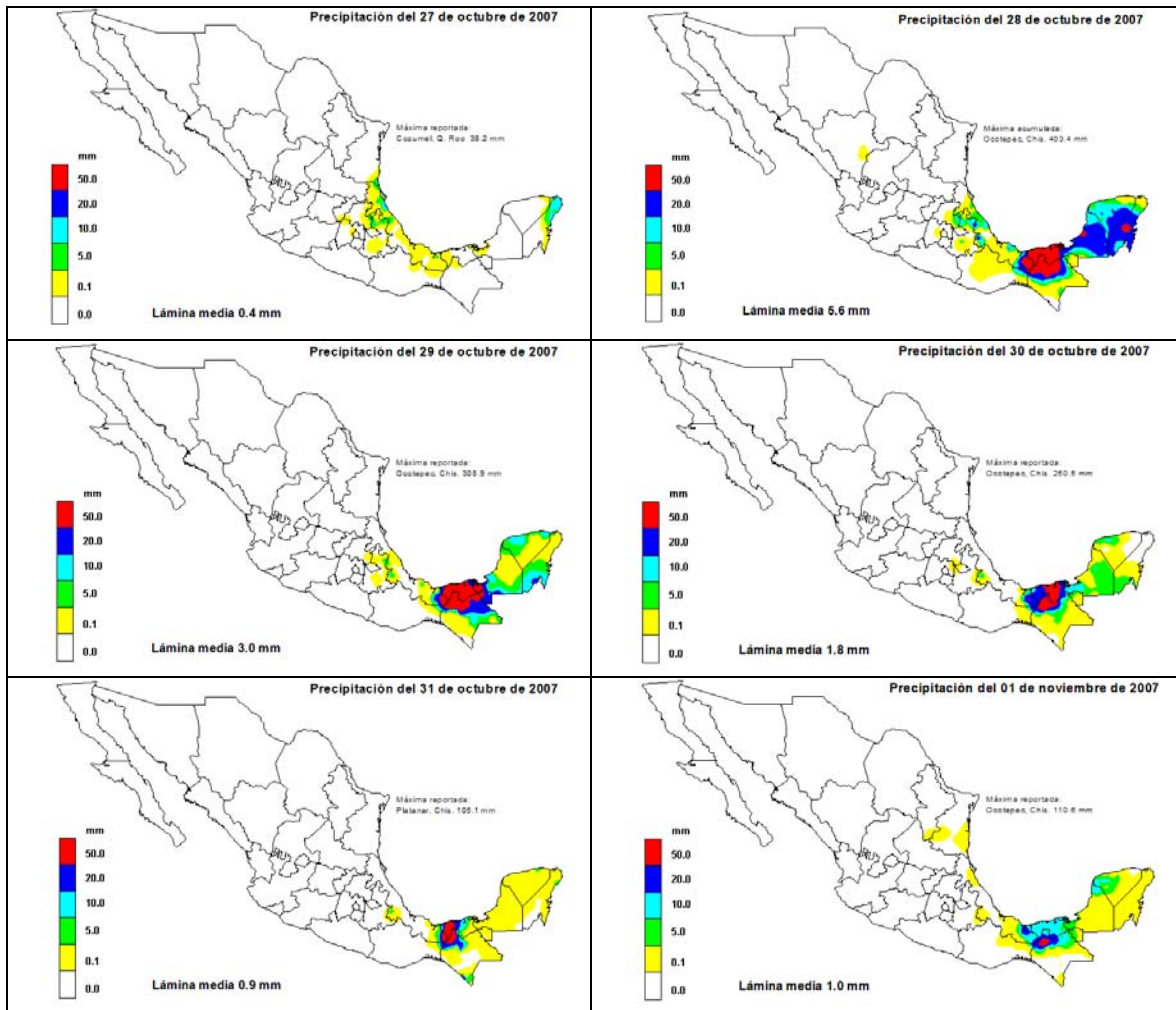 Precipitación del 27 de octubre de 2007
Máxima reportada:
Cozumel, Q. Roo 38.2 mm
mm
50.0
20.0
10.0
5.0
0.1
0.0
Lámina media 0.4 mm
Precipitación del 28 de octubre de 2007
Máxima acumulada:
Ocotepec, Chis. 403.4 mm
mm
50.0
20.0
10.0
5.0
0.1
0.0
Lámina media 5.6 mm
Precipitación del 29 de octubre de 2007
Máxima reportada:
Ocotepec, Chis. mm
mm
50.0
20.0
10.0
5.0
0.1
0.0
Lámina media 3.0 mm
Precipitación del 30 de octubre de 2007
Máxima reportada:
Ocotepec, Chis. mm
mm
50.0
20.0
10.0
5.0
0.1
0.0
Lámina media 1.8 mm
Precipitación del 31 de octubre de 2007
Máxima reportada:
Platanar, Chis. mm
mm
50.0
20.0
10.0
5.0
0.1
0.0
Lámina media 0.9 mm
Precipitación del 01 de noviembre de 2007
Máxima reportada:
Ocotepec, Chis. 110.6 mm
mm
50.0
20.0
10.0
5.0
0.1
0.0
Lámina media 1.0 mm